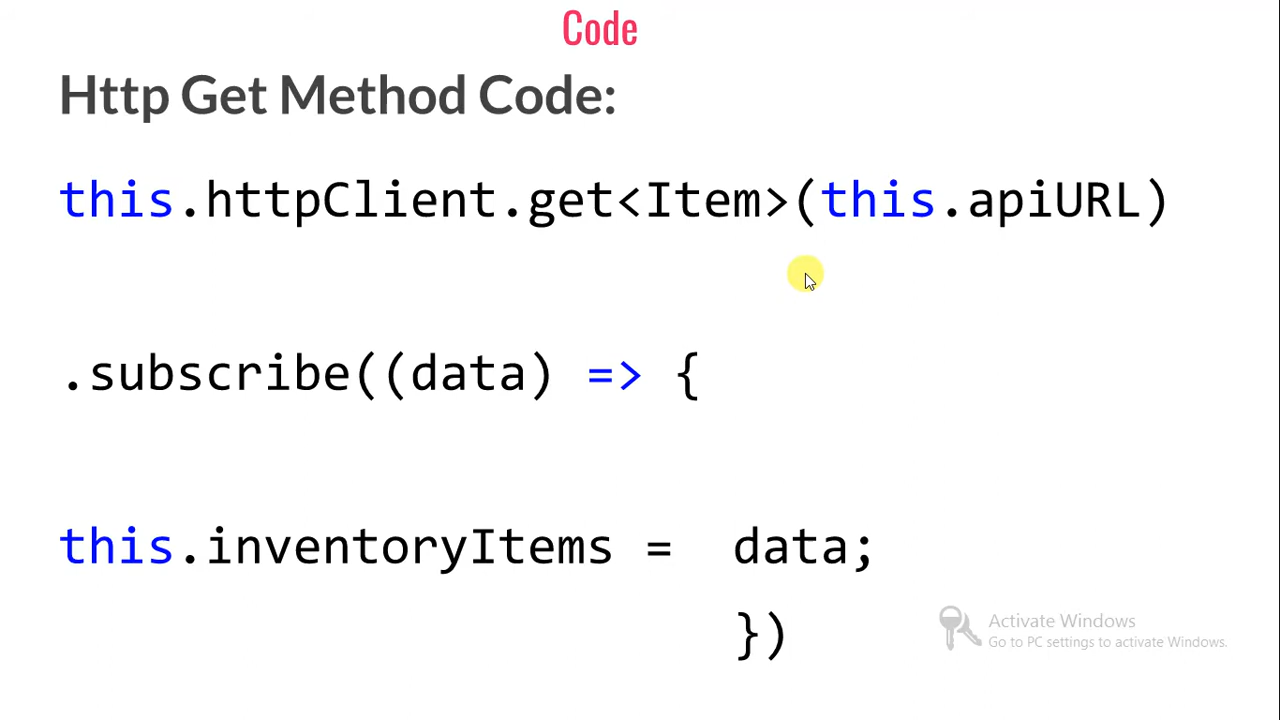 Code
Http Get Method Code:
this.httpClient.get<Item>(this.apiURL)
.subscribe((data) => {
this.inventoryItems =  data;
})
Activate Windows
Go to PC settings to activate Windows.